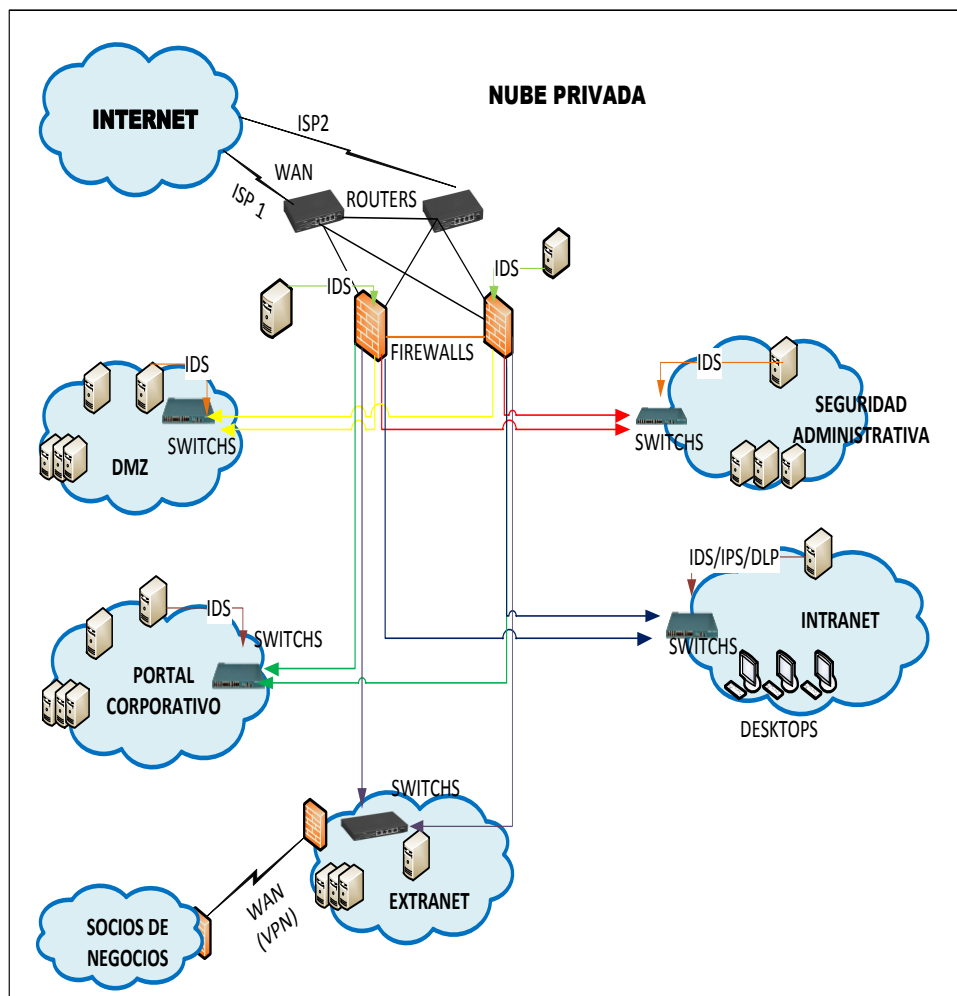 NUBE PRIVADA
INTERNET
ISP2
WAN
ISP 1
ROUTERS
IDS
IDS
FIREWALLS
IDS
SWITCHS
DMZ
IDS
SWITCHS
SEGURIDAD
ADMINISTRATIVA
IDS
SWITCHS
PORTAL
CORPORATIVO
IDS/IPS/DLP
SWITCHS
INTRANET
DESKTOPS
SWITCHS
EXTRANET
WAN
(VPN)
SOCIOS DE
NEGOCIOS